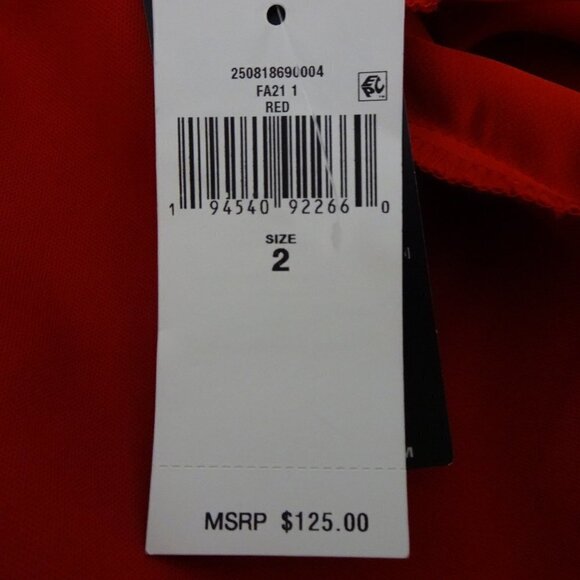 250818690004
FA21 1
RED
1 94540 92266 0
SIZE
2
MSRP $125.00